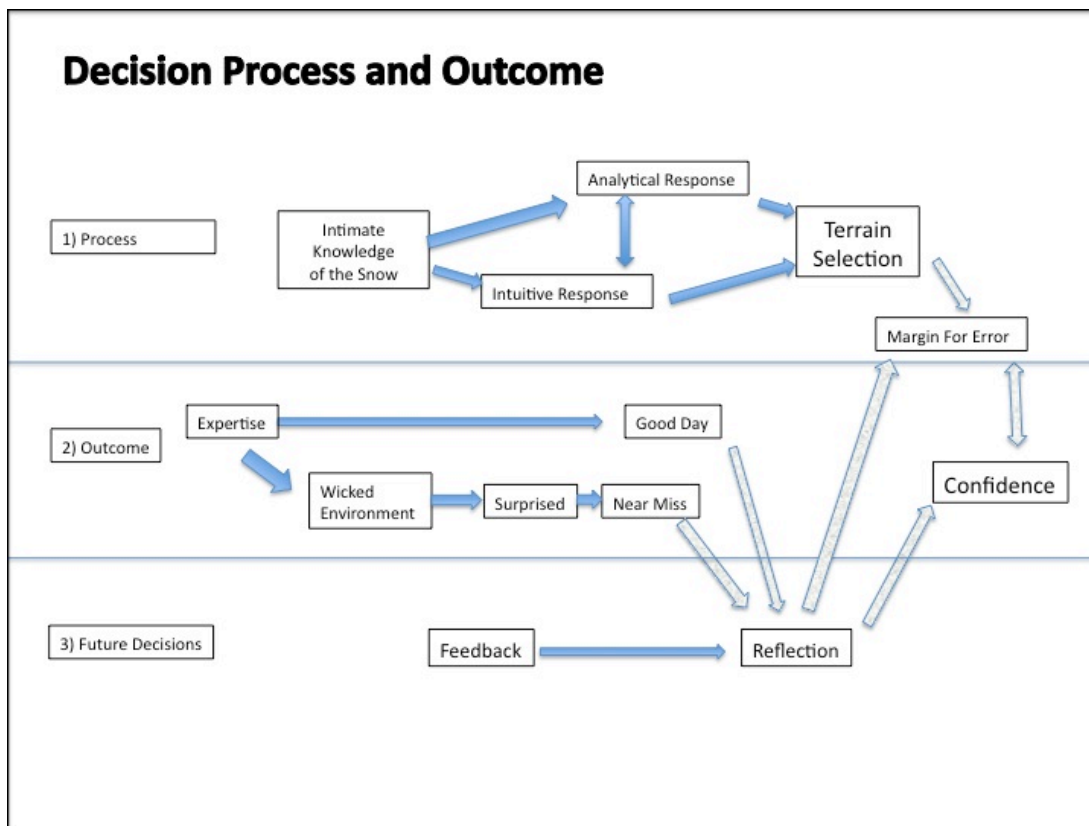 Decision Process and Outcome
Analytical Response
1) Process
Intimate
Knowledge
of the Snow
Terrain
Selection
Intuitive Response
Margin For Error
Expertise
Good Day
2) Outcome
Wicked
Environment
Surprised
Near Miss
Confidence
3) Future Decisions
Feedback
Reflection